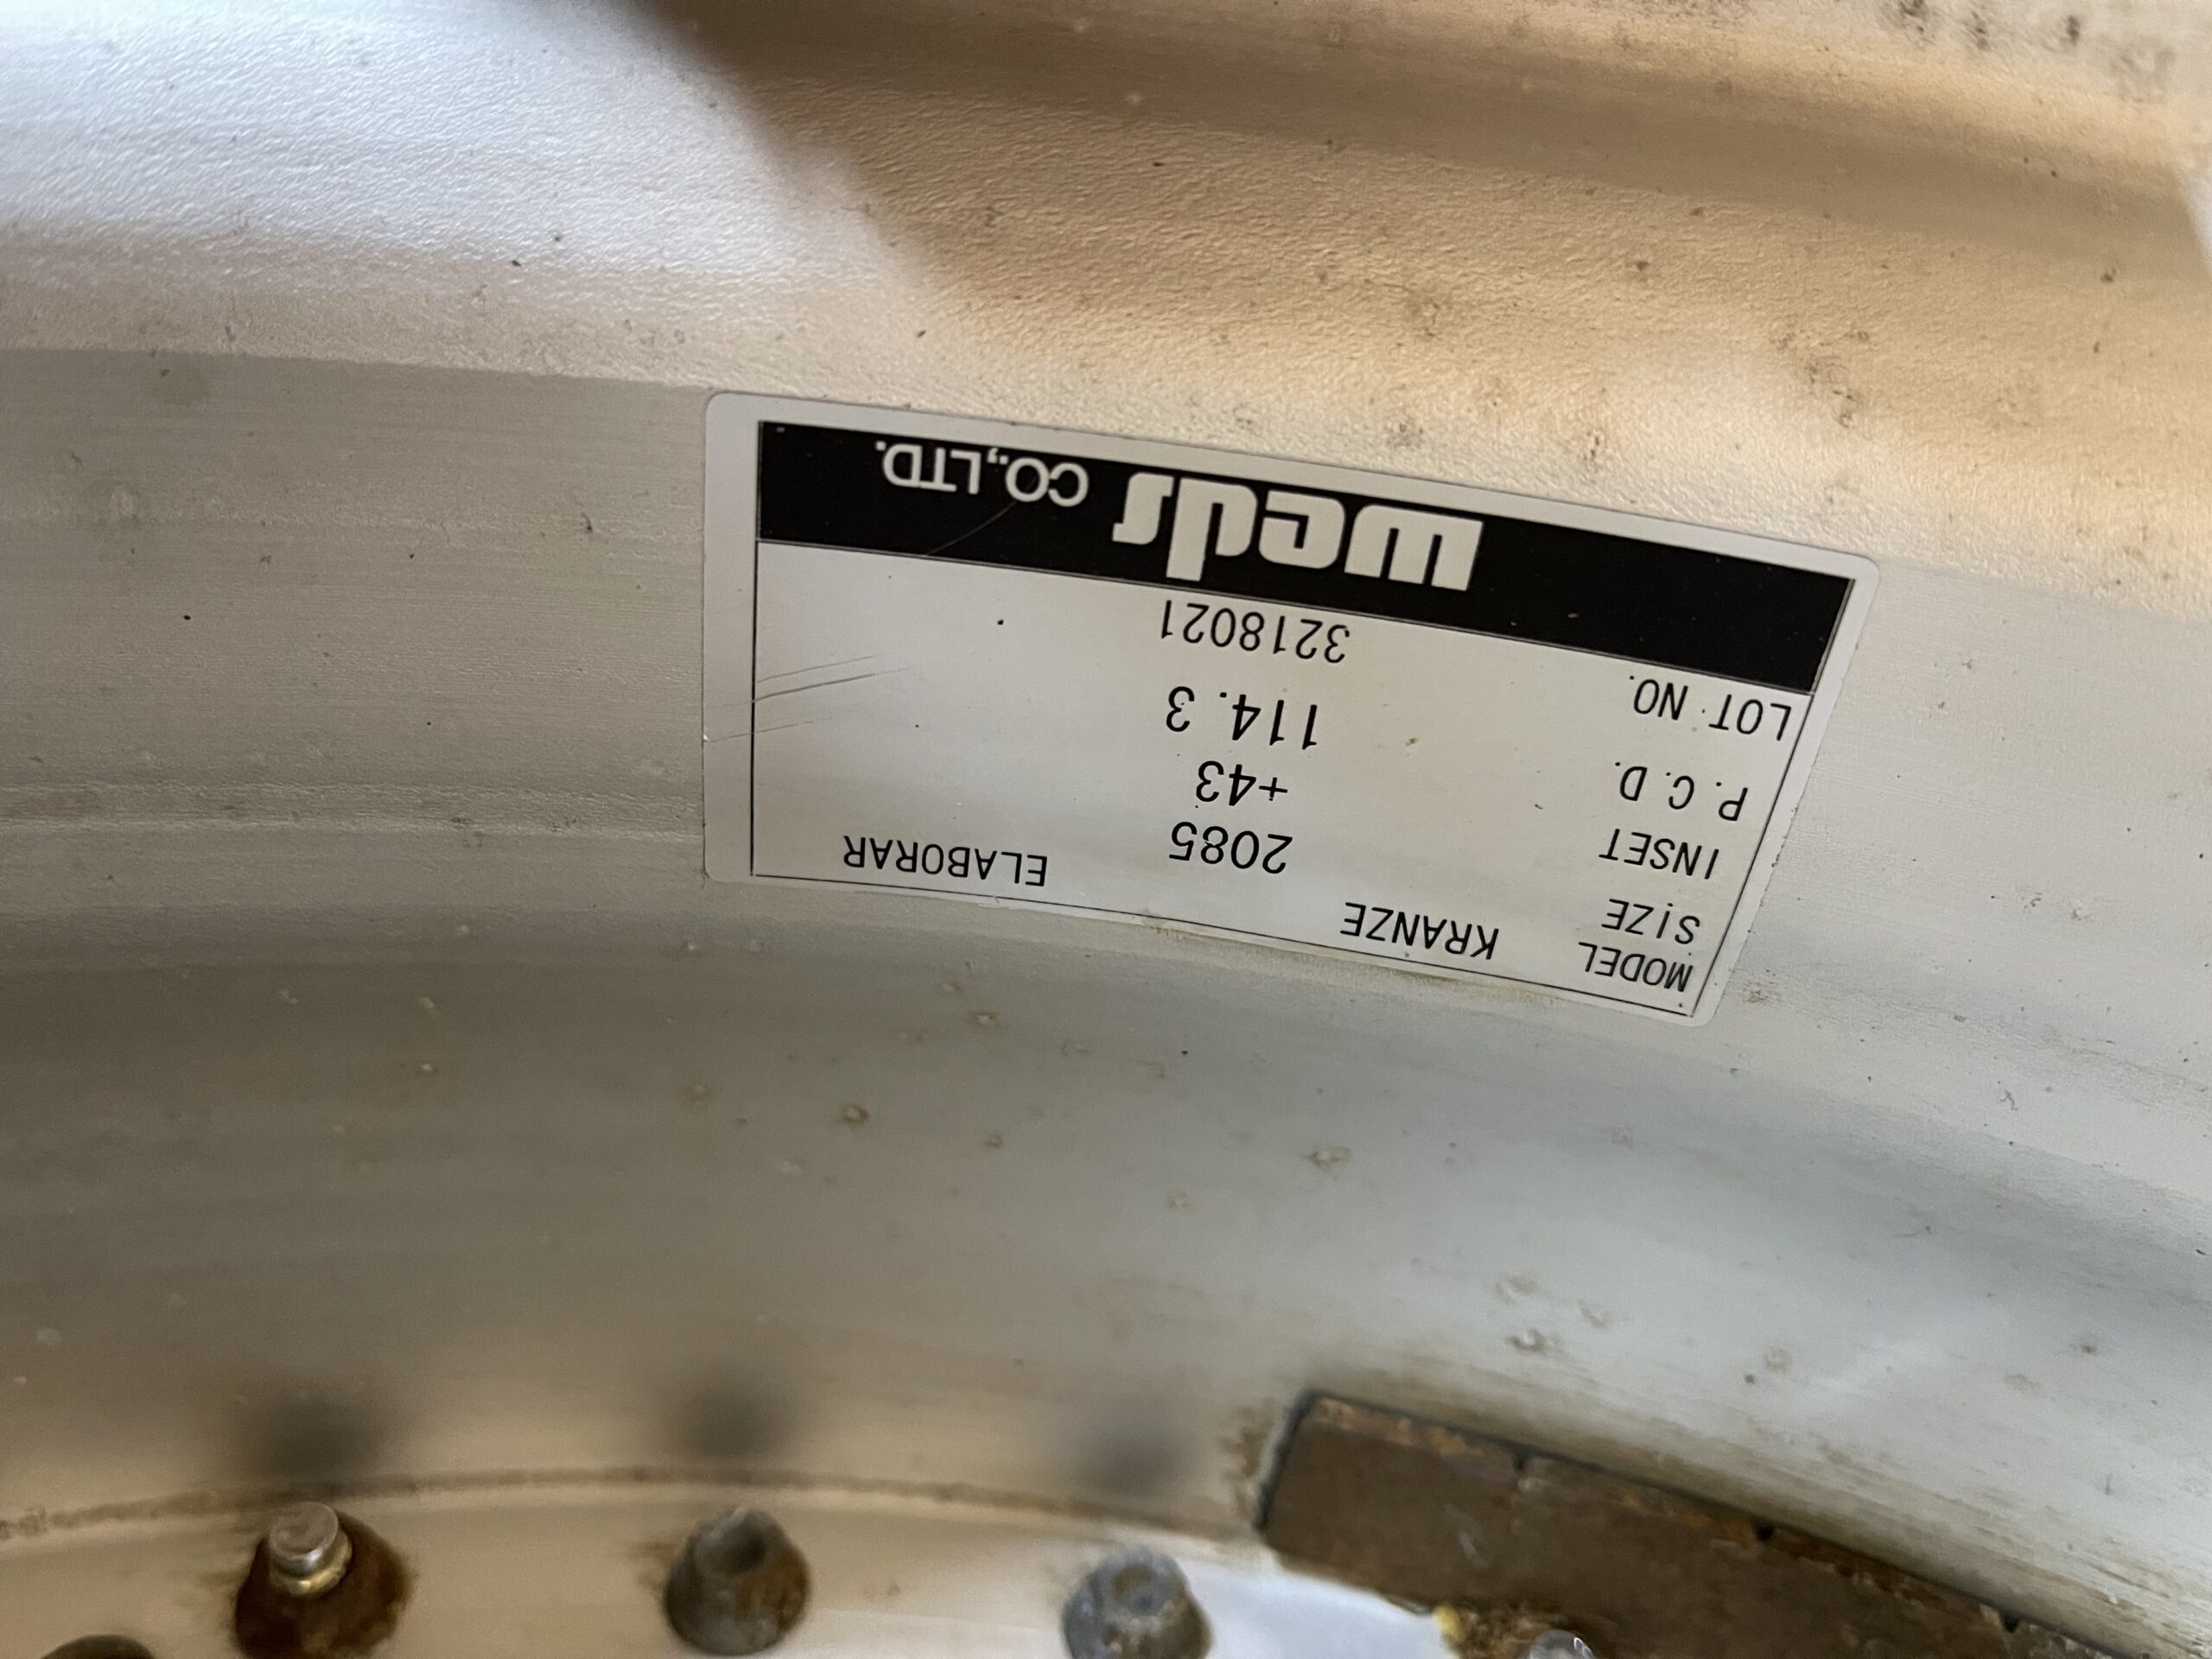 MODEL KRANZE ELABORAR
SIZE 2085
INSET +43
P.C.D. 114.3
LOT NO. 3218021
weds CO.,LTD.